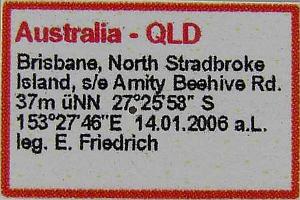 Australia - QLD
Brisbane, North Stradbroke
Island, s/e Amity Beehive Rd.
37m üNN 27°25'58" S
153°27'46"E 14.01.2006 a.L.
leg. E. Friedrich